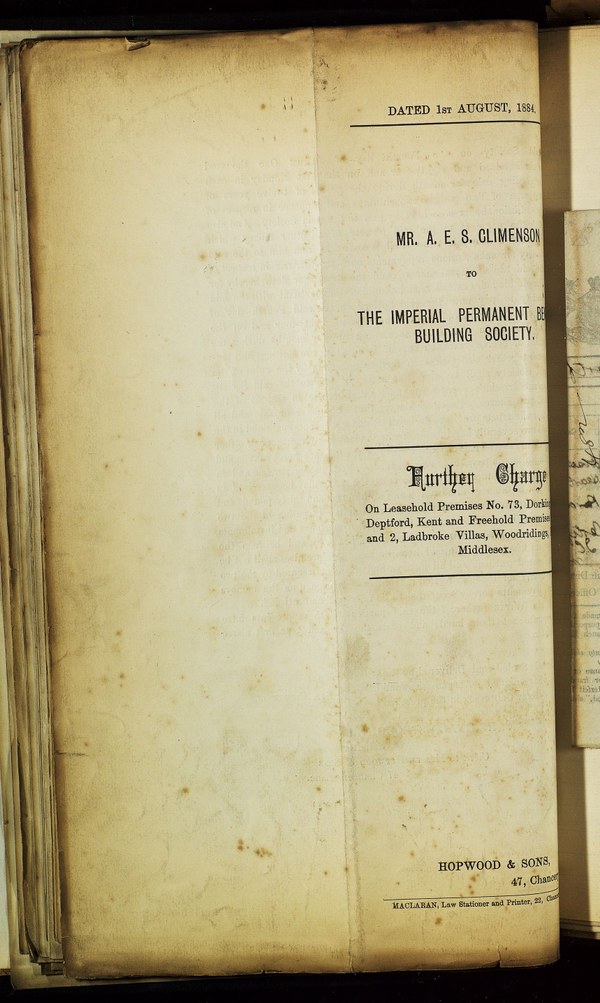 DATED 1ST AUGUST, 1884.
MR. A. E. S. CLIMENSON
TO
THE IMPERIAL PERMANENT
BUILDING SOCIETY.
Further Charge
On Leasehold Premises No. 73,
Deptford, Kent and Freehold
and 2, Ladbroke Villas, Woodridings,
Middlesex.
HOPWOOD & SONS,
47,
MACLARAN, Law Stationer and Printer, 22,